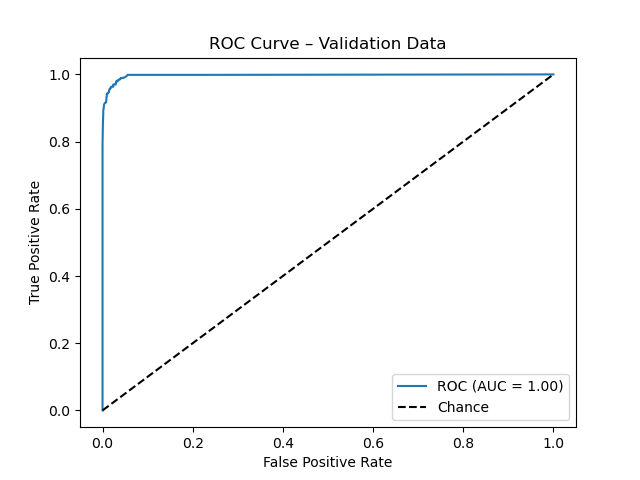 ROC Curve – Validation Data
1.0
0.8
0.6
0.4
0.2
0.0
True Positive Rate
0.0 0.2 0.4 0.6 0.8 1.0
False Positive Rate
ROC (AUC = 1.00)
Chance